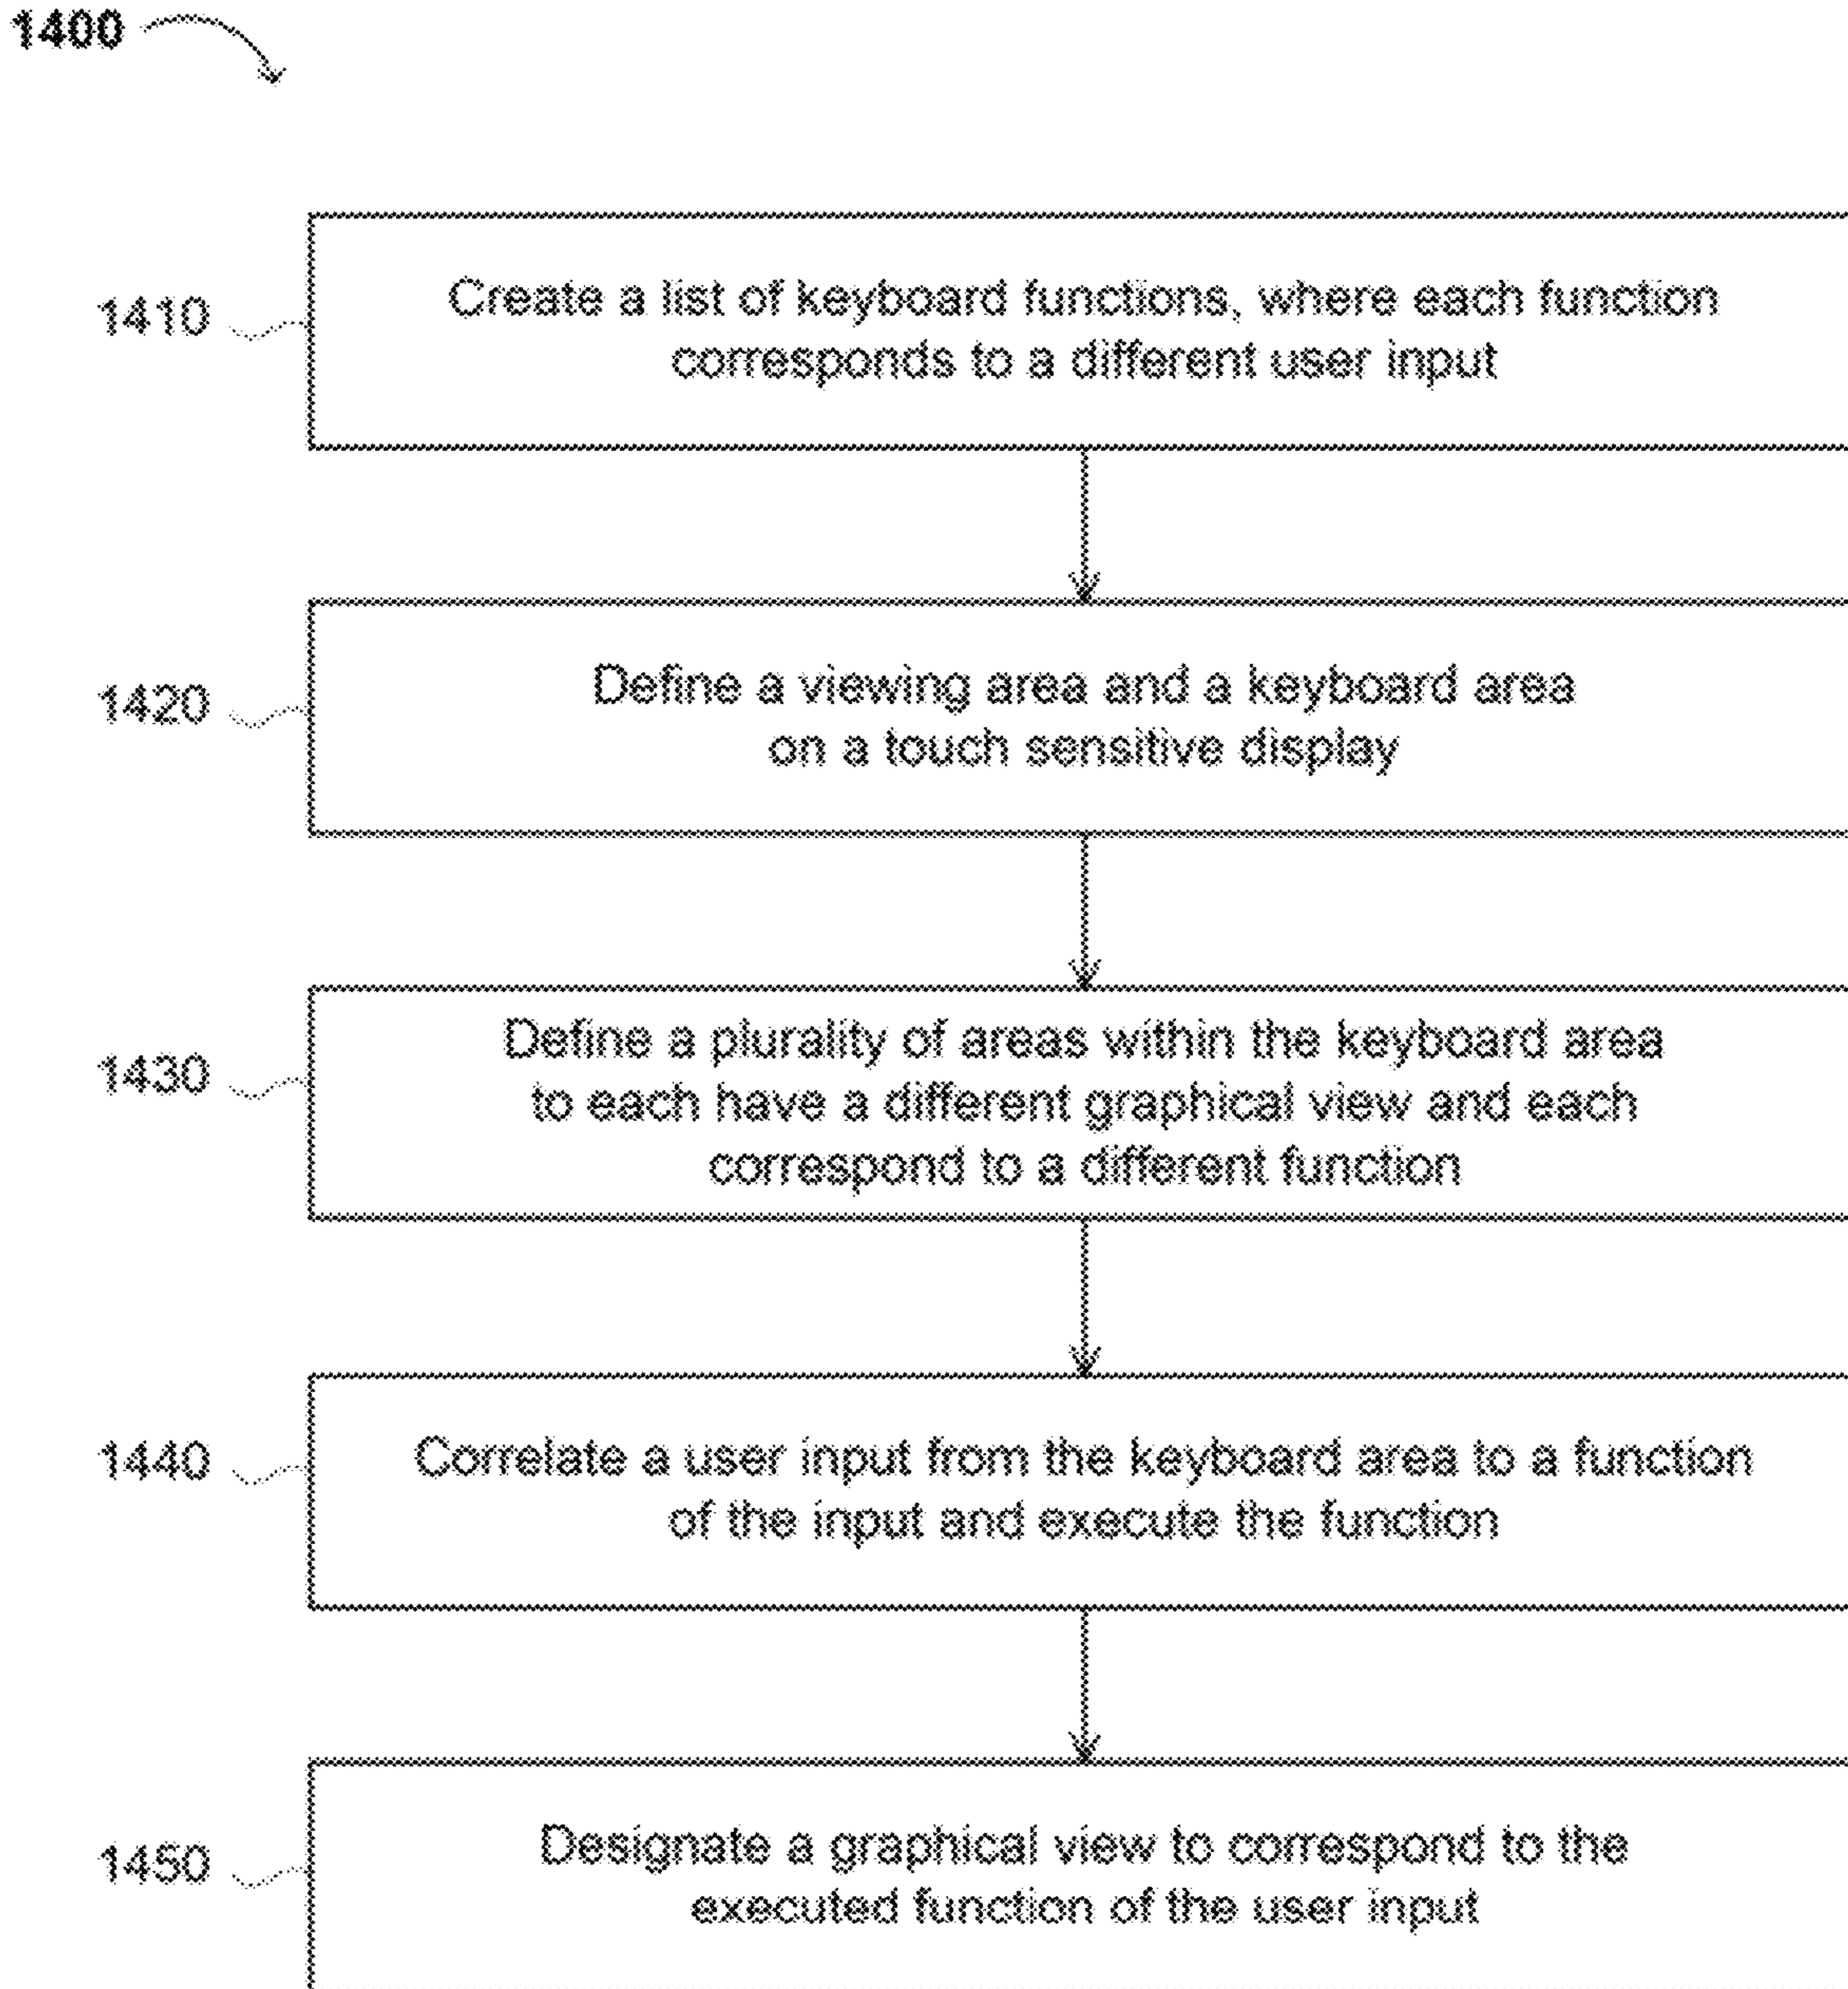 1400
1410
Create a list of keyboard functions, where each function
corresponds to a different user input
1420
Define a viewing area and a keyboard area
on a touch sensitive display
1430
Define a plurality of areas within the keyboard area
to each have a different graphical view and each
correspond to a different function
1440
Correlate a user input from the keyboard area to a function
of the input and execute the function
1450
Designate a graphical view to correspond to the
executed function of the user input